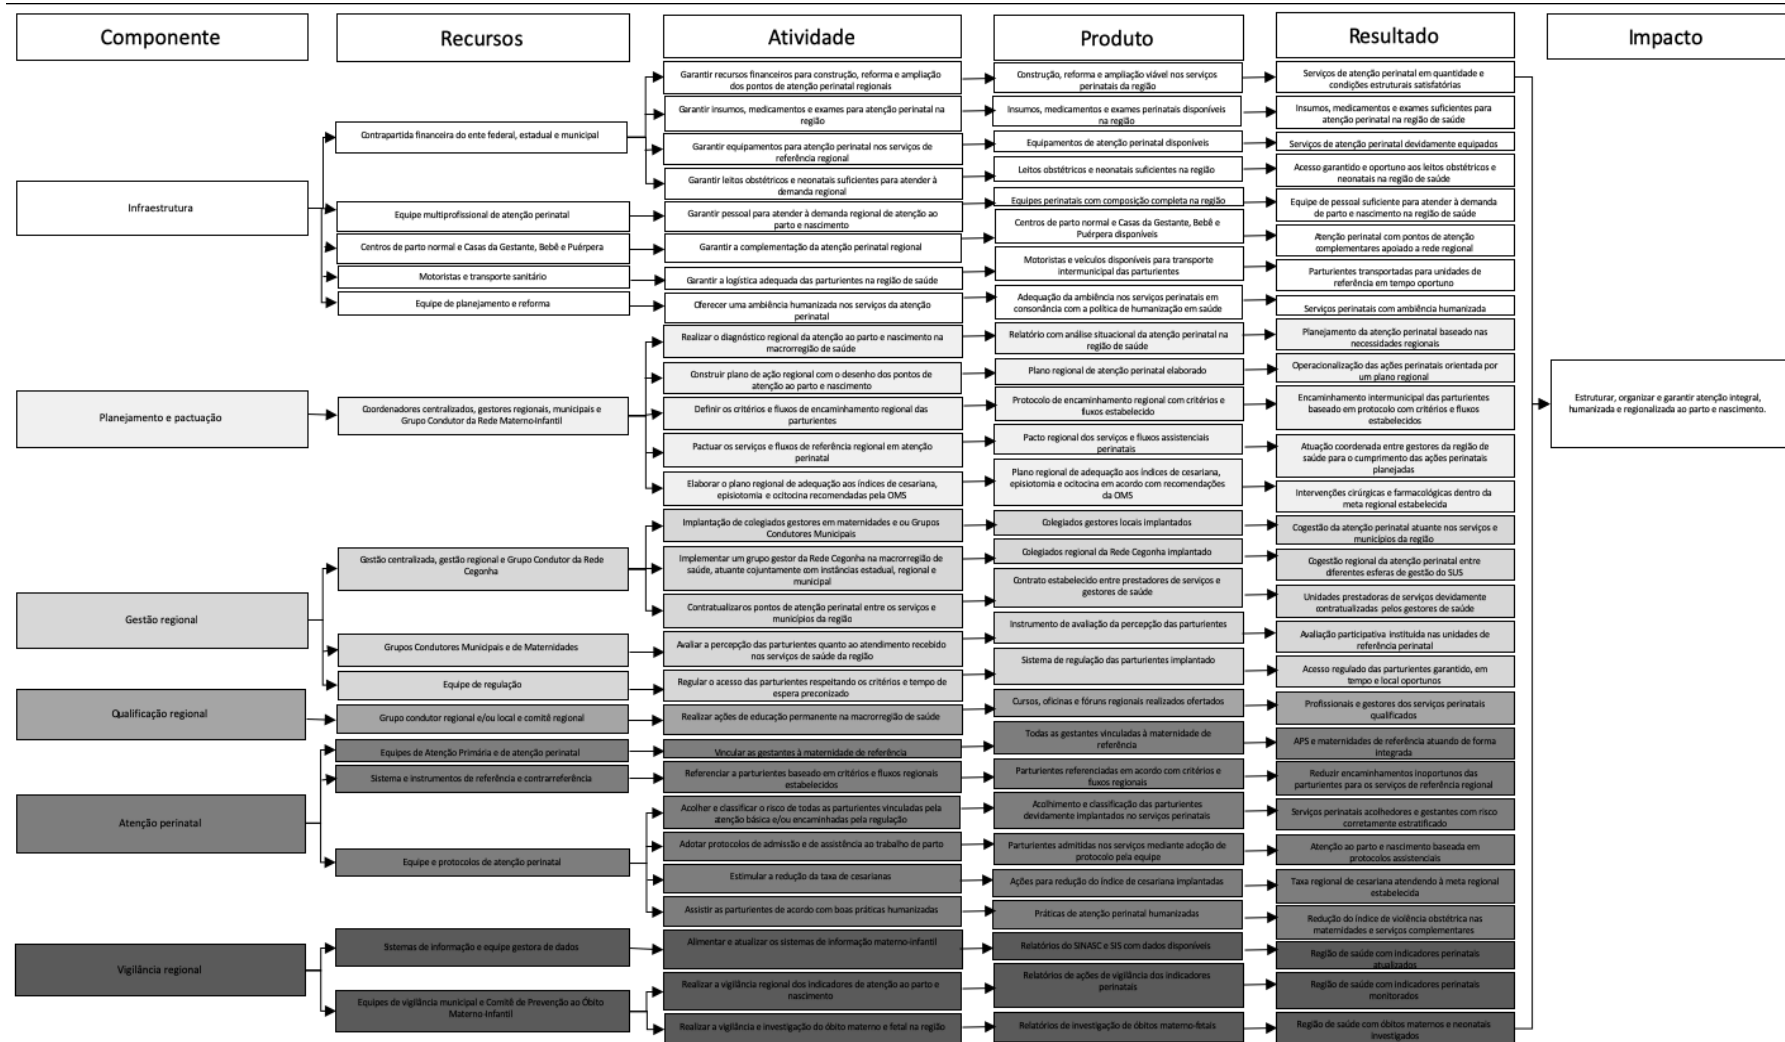 Componente
Recursos
Atividade
Produto
Resultado
Impacto
Infraestrutura
Contrapartida financeira do ente federal, estadual e municipal
Garantir recursos financeiros para construção, reforma e ampliação
dos pontos de atenção perinatal regionais
Construção, reforma e ampliação viável nos serviços
perinatais da região
Serviços de atenção perinatal em quantidade e
condições estruturais satisfatórias
Garantir insumos, medicamentos e exames para atenção perinatal na
região
Insumos, medicamentos e exames perinatais disponíveis
na região
Insumos, medicamentos e exames suficientes para
atenção perinatal na região de saúde
Garantir equipamentos para atenção perinatal nos serviços de
referência regional
Equipamentos de atenção perinatal disponíveis
Serviços de atenção perinatal devidamente equipados
Garantir leitos obstétricos e neonatais suficientes para atender à
demanda regional
Leitos obstétricos e neonatais suficientes na região
Acesso garantido e oportuno aos leitos obstétricos e
neonatais na região de saúde
Equipe multiprofissional de atenção perinatal
Garantir pessoal para atender à demanda regional de atenção ao
parto e nascimento
Equipes perinatais com composição completa na região
Equipe de pessoal suficiente para atender à demanda
de parto e nascimento na região de saúde
Centros de parto normal e Casas da Gestante, Bebê e Puérpera
Garantir a complementação da atenção perinatal regional
Centros de parto normal e Casas da Gestante, Bebê e
Puérpera disponíveis
Atenção perinatal com pontos de atenção
complementares apoiado a rede regional
Motoristas e transporte sanitário
Garantir a logística adequada das parturientes na região de saúde
Motoristas e veículos disponíveis para transporte
intermunicipal das parturientes
Parturientes transportadas para unidades de
referência em tempo oportuno
Equipe de planejamento e reforma
Oferecer uma ambiência humanizada nos serviços da atenção
perinatal
Adequação da ambiência nos serviços perinatais em
consonância com a política de humanização em saúde
Serviços perinatais com ambiência humanizada
Planejamento e pactuação
Coordenadores centralizados, gestores regionais, municipais e
Grupo Condutor da Rede Materno-Infantil
Realizar o diagnóstico regional da atenção ao parto e nascimento na
macrorregião de saúde
Relatório com análise situacional da atenção perinatal na
região de saúde
Planejamento da atenção perinatal baseado nas
necessidades regionais
Construir plano de ação regional com o desenho dos pontos de
atenção ao parto e nascimento
Plano regional de atenção perinatal elaborado
Operacionalização das ações perinatais orientada por
um plano regional
Definir os critérios e fluxos de encaminhamento regional das
parturientes
Protocolo de encaminhamento regional com critérios e
fluxos estabelecido
Encaminhamento intermunicipal das parturientes
baseado em protocolo com critérios e fluxos
estabelecidos
Pactuar os serviços e fluxos de referência regional em atenção
perinatal
Pacto regional dos serviços e fluxos assistenciais
perinatais
Atuação coordenada entre gestores da região de
saúde para o cumprimento das ações perinatais
planejadas
Elaborar o plano regional de adequação aos índices de cesariana,
episiotomia e ocitocina recomendadas pela OMS
Plano regional de adequação aos índices de cesariana,
episiotomia e ocitocina em acordo com recomendações
da OMS
Intervenções cirúrgicas e farmacológicas dentro da
meta regional estabelecida
Estruturar, organizar e garantir atenção integral,
humanizada e regionalizada ao parto e nascimento.
Gestão regional
Gestão centralizada, gestão regional e Grupo Condutor da Rede
Cegonha
Implantação de colegiados gestores em maternidades e ou Grupos
Condutores Municipais
Colegiados gestores locais implantados
Cogestão da atenção perinatal atuante nos serviços e
municípios da região
Implementar um grupo gestor da Rede Cegonha na macrorregião de
saúde, atuante cojuntamente com instâncias estadual, regional e
municipal
Colegiados regional da Rede Cegonha implantado
Cogestão regional da atenção perinatal entre
diferentes esferas de gestão do SUS
Contratualizaros pontos de atenção perinatal entre os serviços e
municípios da região
Contrato estabelecido entre prestadores de serviços e
gestores de saúde
Unidades prestadoras de serviços devidamente
contratualizadas pelos gestores de saúde
Grupos Condutores Municipais e de Maternidades
Avaliar a percepção das parturientes quanto ao atendimento recebido
nos serviços de saúde da região
Instrumento de avaliação da percepção das parturientes
Avaliação participativa instituída nas unidades de
referência perinatal
Equipe de regulação
Regular o acesso das parturientes respeitando os critérios e tempo de
espera preconizado
Sistema de regulação das parturientes implantado
Acesso regulado das parturientes garantido, em
tempo e local oportunos
Qualificação regional
Grupo condutor regional e/ou local e comitê regional
Realizar ações de educação permanente na macrorregião de saúde
Cursos, oficinas e fóruns regionais realizados ofertados
Profissionais e gestores dos serviços perinatais
qualificados
Atenção perinatal
Equipes de Atenção Primária e de atenção perinatal
Vincular as gestantes à maternidade de referência
Todas as gestantes vinculadas à maternidade de
referência
APS e maternidades de referência atuando de forma
integrada
Sistema e instrumentos de referência e contrarreferência
Referenciar a parturientes baseado em critérios e fluxos regionais
estabelecidos
Parturientes referenciadas em acordo com critérios e
fluxos regionais
Reduzir encaminhamentos inoportunos das
parturientes para os serviços de referência regional
Equipe e protocolos de atenção perinatal
Acolher e classificar o risco de todas as parturientes vinculadas pela
atenção básica e/ou encaminhadas pela regulação
Acolhimento e classificação das parturientes
devidamente implantados no serviços perinatais
Serviços perinatais acolhedores e gestantes com risco
corretamente estratificado
Adotar protocolos de admissão e de assistência ao trabalho de parto
Parturientes admitidas nos serviços mediante adoção de
protocolo pela equipe
Atenção ao parto e nascimento baseada em
protocolos assistenciais
Estimular a redução da taxa de cesarianas
Ações para redução do índice de cesariana implantadas
Taxa regional de cesariana atendendo à meta regional
estabelecida
Assistir as parturientes de acordo com boas práticas humanizadas
Práticas de atenção perinatal humanizadas
Redução do índice de violência obstétrica nas
maternidades e serviços complementares
Vigilância regional
Sistemas de informação e equipe gestora de dados
Alimentar e atualizar os sistemas de informação materno-infantil
Relatórios do SINASC e SIS com dados disponíveis
Região de saúde com indicadores perinatais
atualizados
Equipes de vigilância municipal e Comitê de Prevenção ao Óbito
Materno-Infantil
Realizar a vigilância regional dos indicadores de atenção ao parto e
nascimento
Relatórios de ações de vigilância dos indicadores
perinatais
Região de saúde com indicadores perinatais
monitorados
Realizar a vigilância e investigação do óbito materno e fetal na região
Relatórios de investigação de óbitos materno-fetais
Região de saúde com óbitos maternos e neonatais
investigados